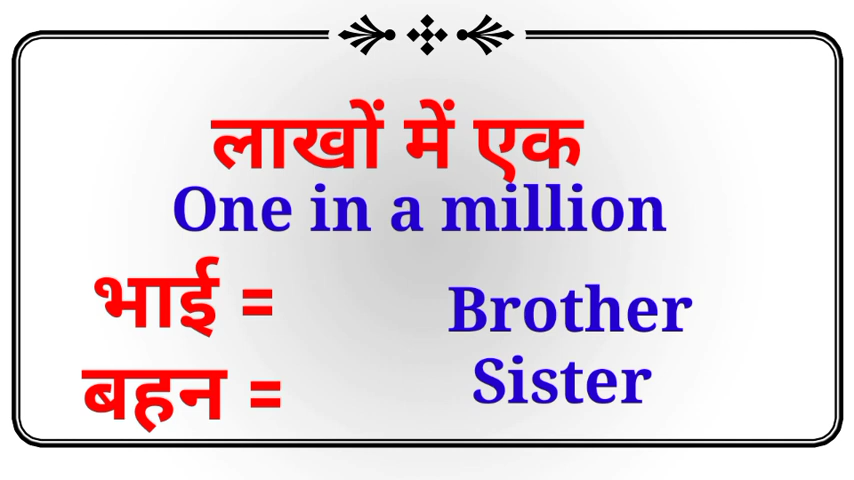 लाखों में एक
One in a million
भाई = Brother
बहन = Sister